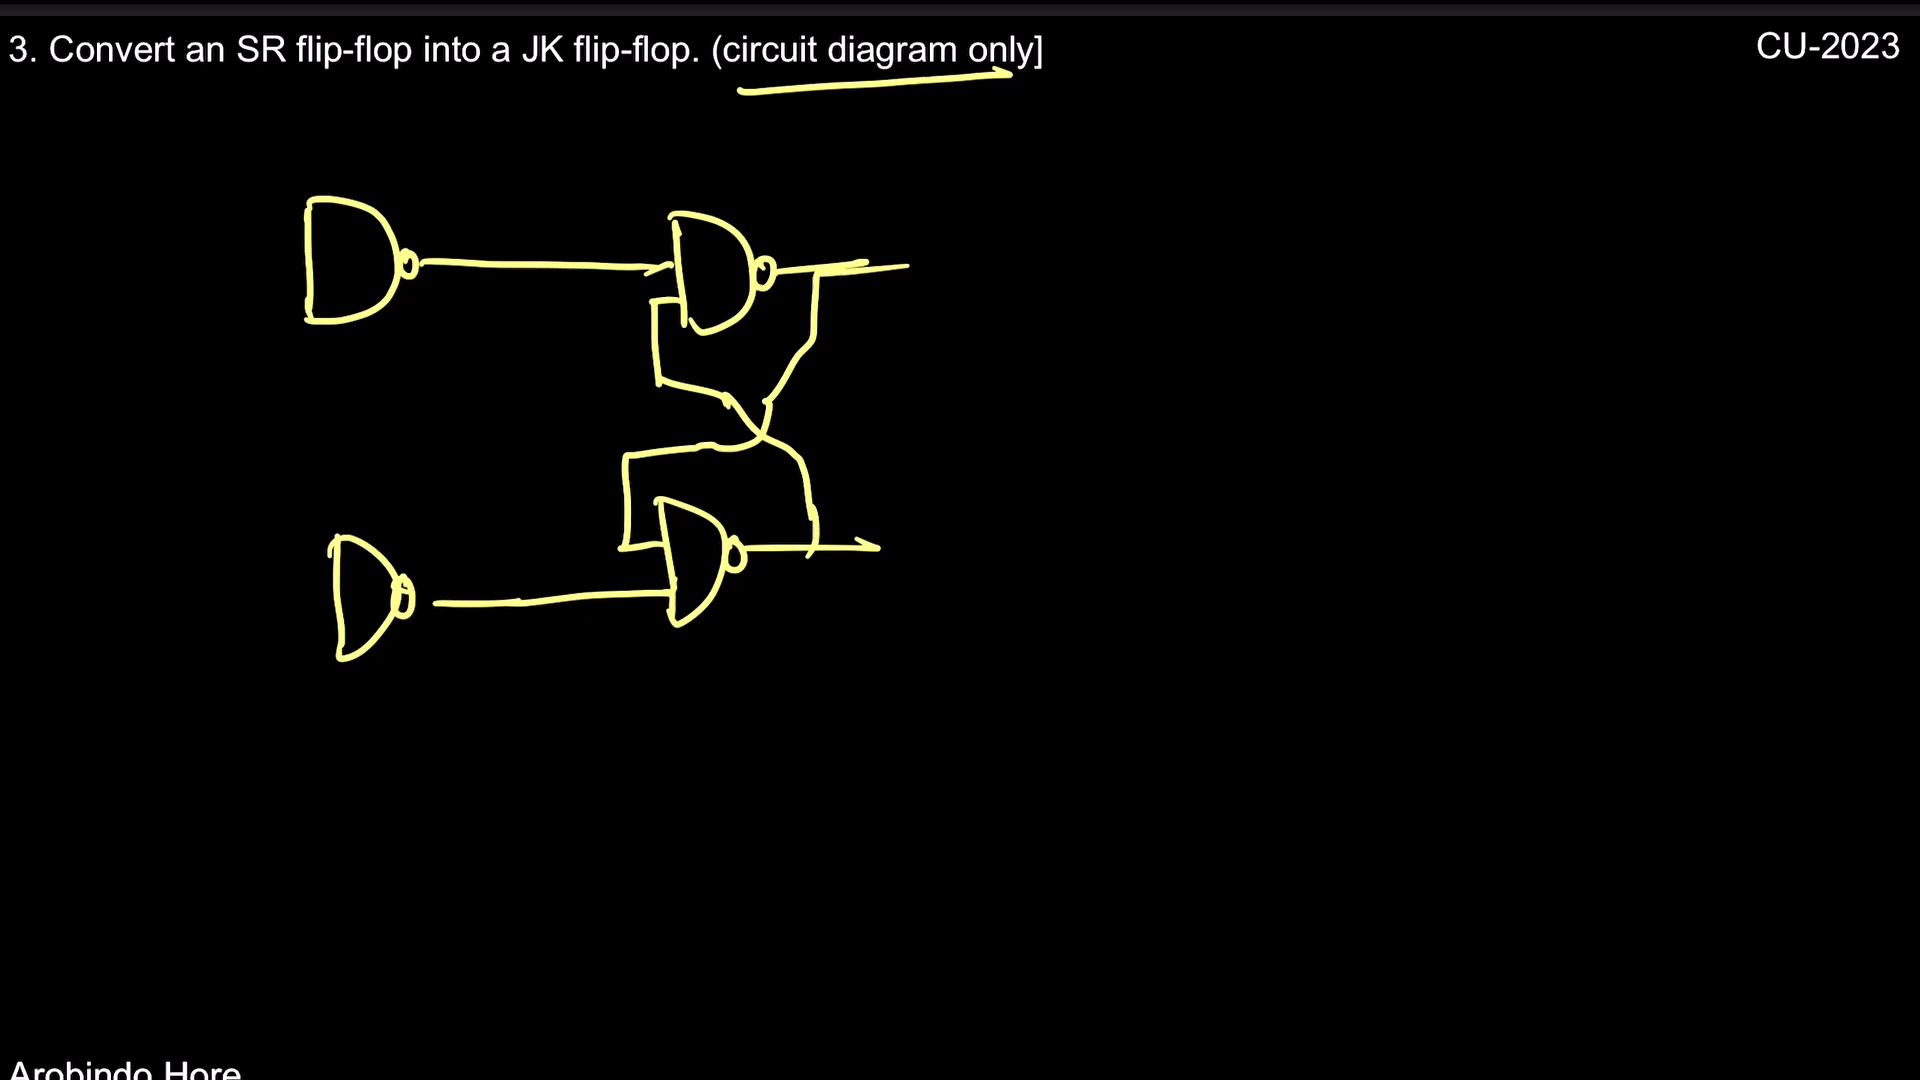 3. Convert an SR flip-flop into a JK flip-flop. (circuit diagram only]
CU-2023
Arobindo Hore